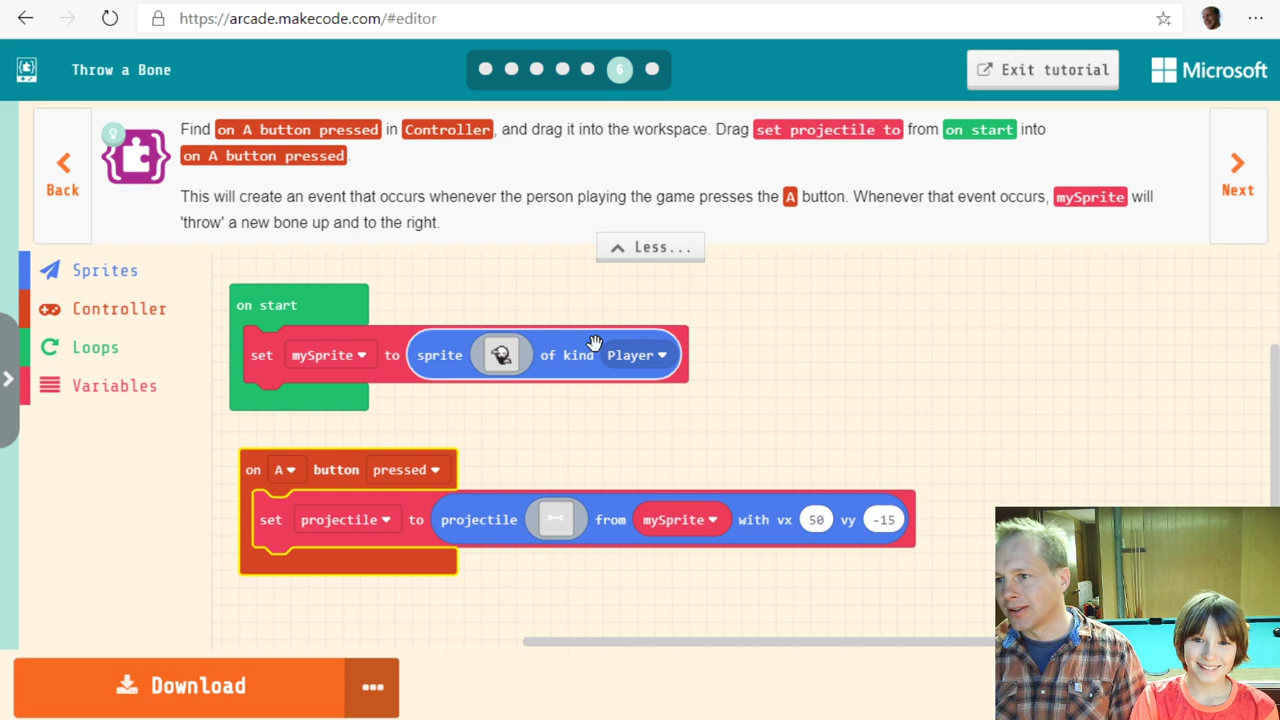 https://arcade.makecode.com/#editor
Throw a Bone
6
Exit tutorial
Microsoft
Find on A button pressed in Controller, and drag it into the workspace. Drag set projectile to from on start into
on A button pressed.
This will create an event that occurs whenever the person playing the game presses the A button. Whenever that event occurs, mySprite will
'throw' a new bone up and to the right.
Back
Next
Less...
Sprites
Controller
Loops
Variables
on start
set mySprite to sprite of kind Player
on A button pressed
set projectile to projectile from mySprite with vx 50 vy -15
Download